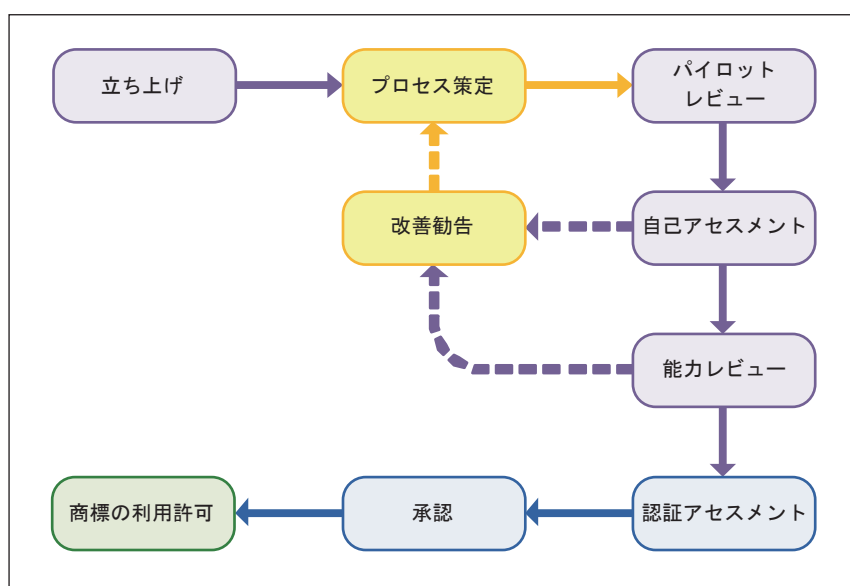 立ち上げ
プロセス策定
パイロット
レビュー
改善勧告
自己アセスメント
能力レビュー
商標の利用許可
承認
認証アセスメント